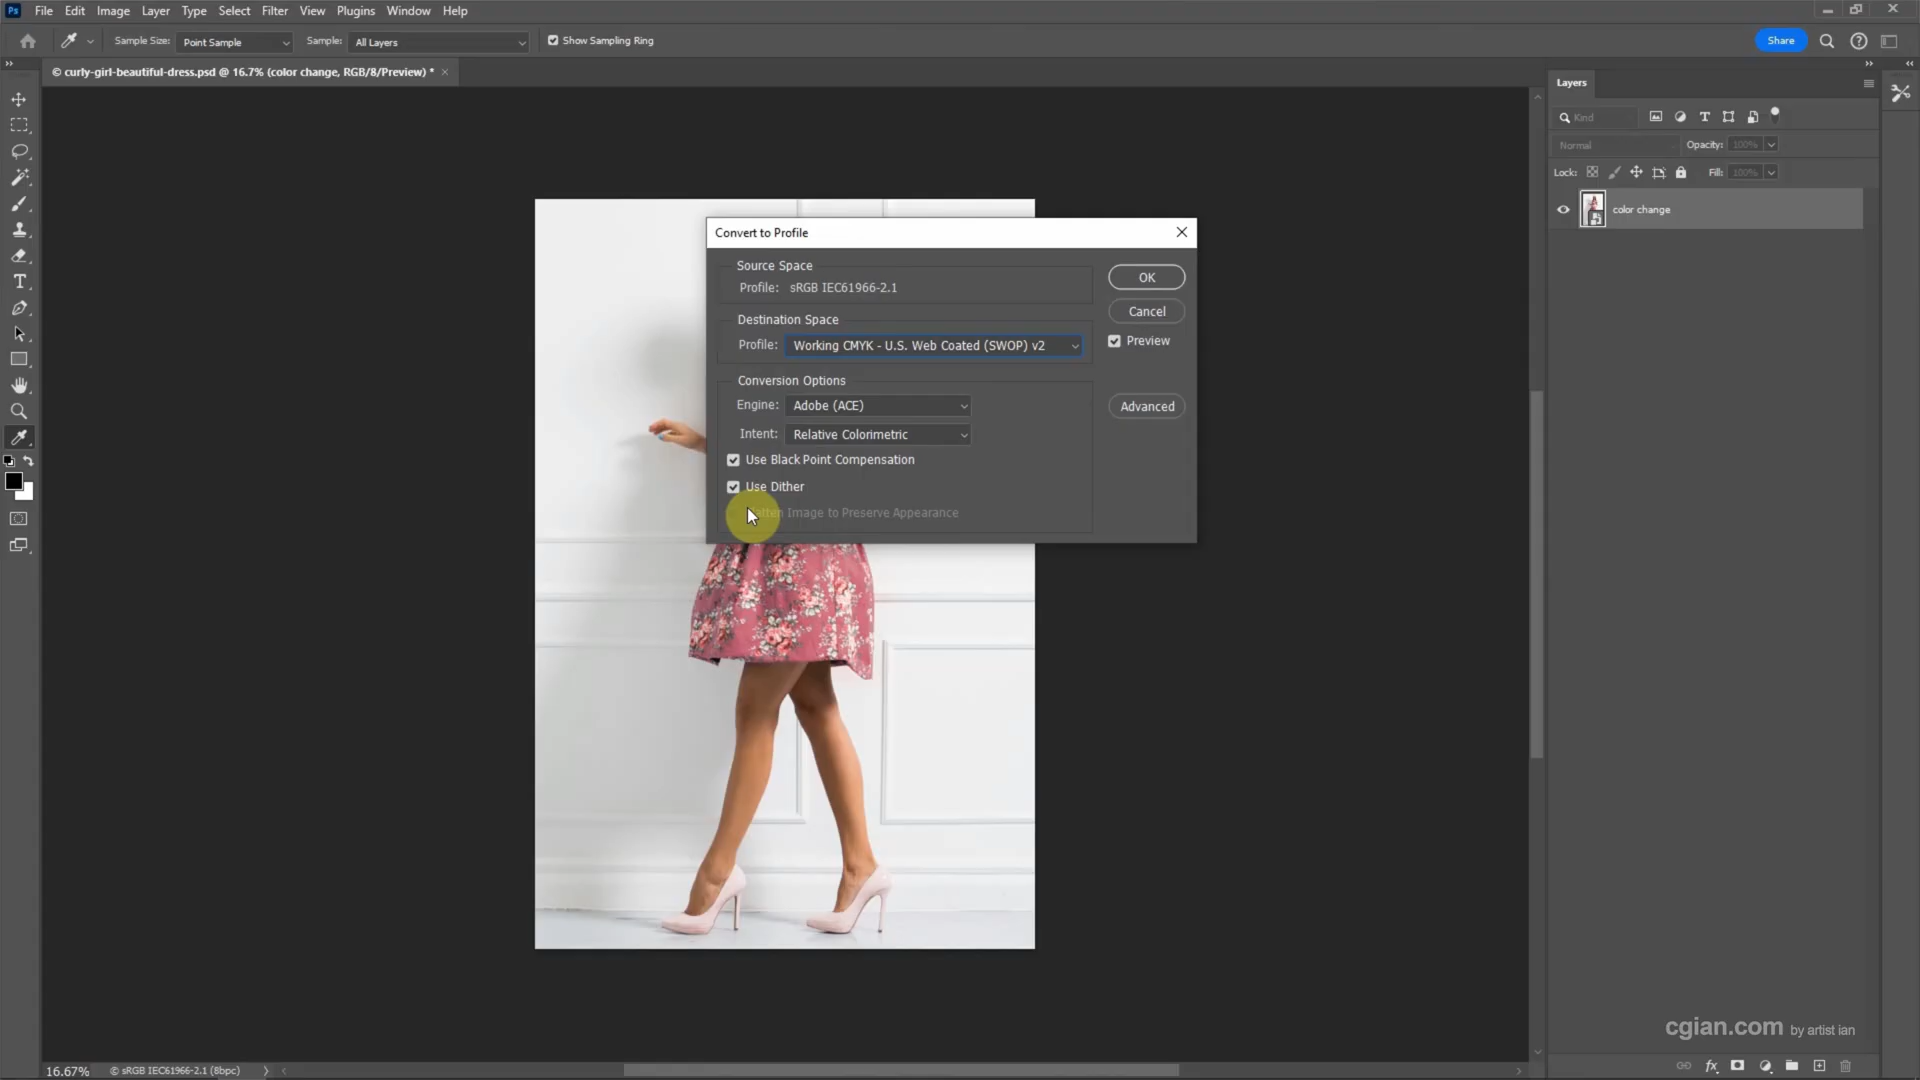 Ps File Edit Image Layer Type Select Filter View Plugins Window Help
Sample Size: Point Sample Sample: All Layers Show Sampling Ring Share
© curly-girl-beautiful-dress.psd @ 16.7% (color change, RGB/8/Preview) *
Layers
Kind
Normal Opacity: 100%
Lock: Fill: 100%
color change
Convert to Profile
Source Space
Profile: sRGB IEC61966-2.1
Destination Space
Profile: Working CMYK - U.S. Web Coated (SWOP) v2
Conversion Options
Engine: Adobe (ACE)
Intent: Relative Colorimetric
Use Black Point Compensation
Use Dither
Image to Preserve Appearance
OK
Cancel
Preview
Advanced
cgian.com by artist ian
16.67% © sRGB IEC61966-2.1 (8bpc)